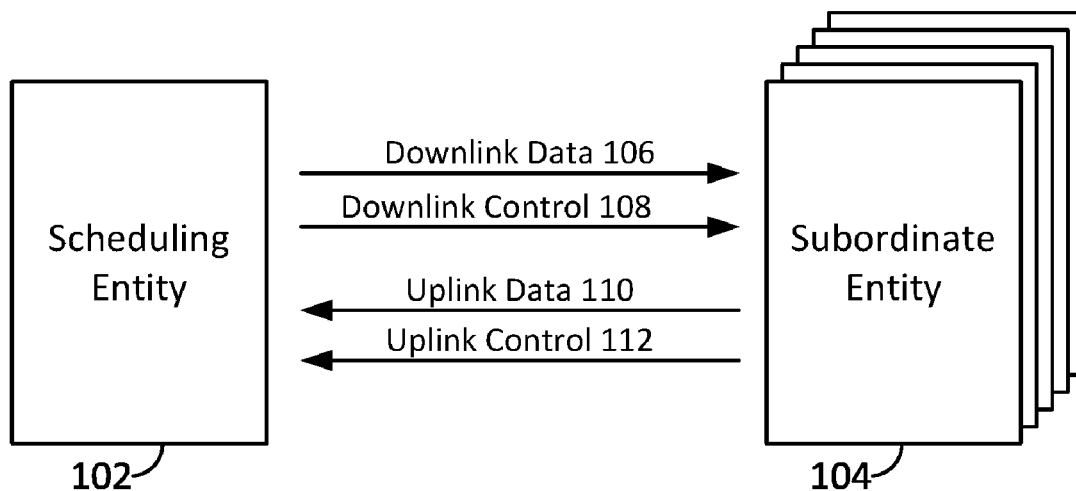 Scheduling
Entity
Downlink Data 106
Downlink Control 108
Uplink Data 110
Uplink Control 112
Subordinate
Entity
102
104